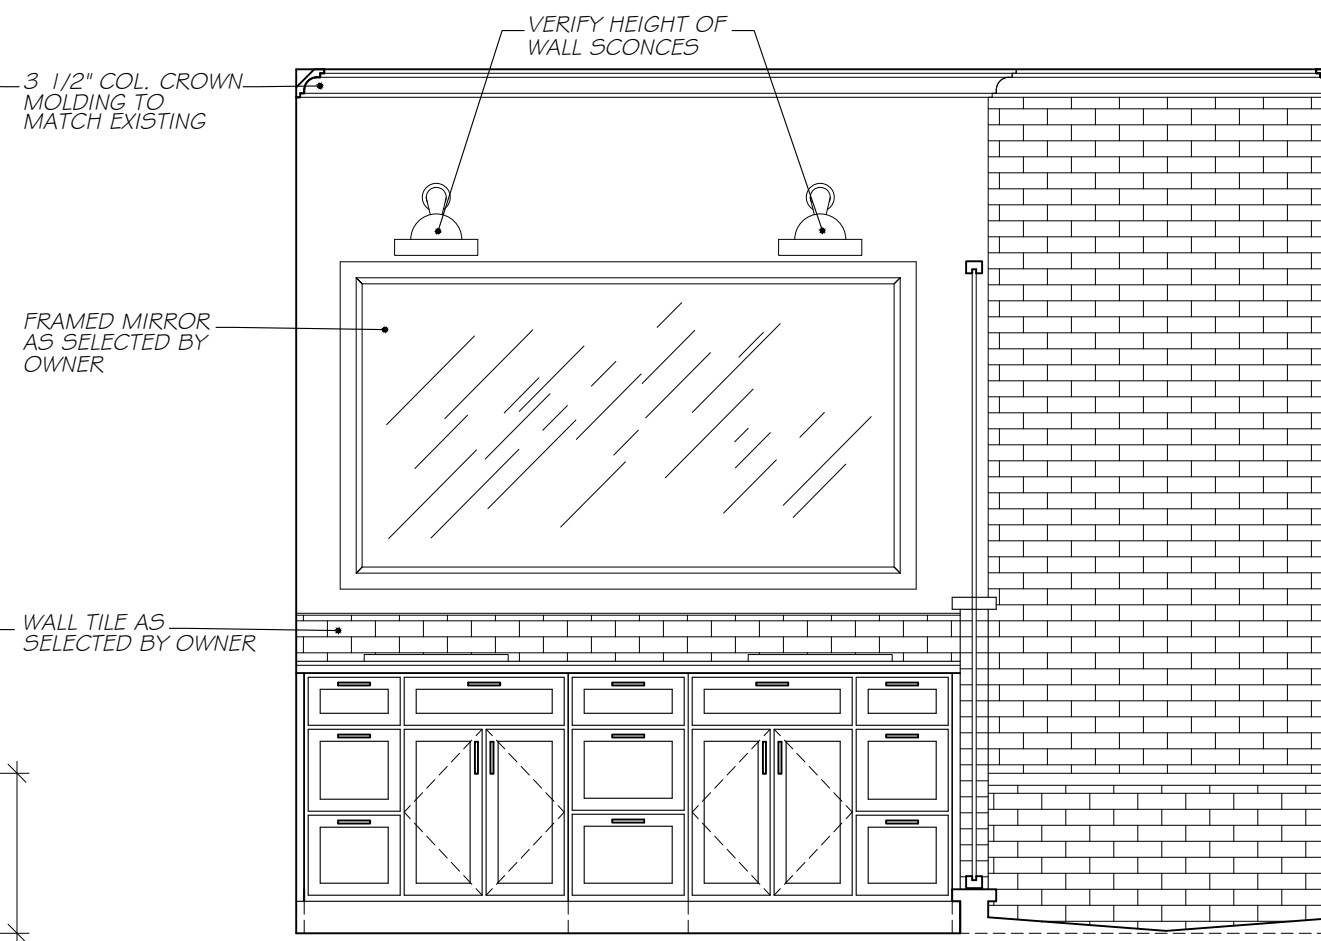 VERIFY HEIGHT OF
WALL SCONCES
3 1/2" COL. CROWN
MOLDING TO
MATCH EXISTING
FRAMED MIRROR
AS SELECTED BY
OWNER
WALL TILE AS
SELECTED BY OWNER